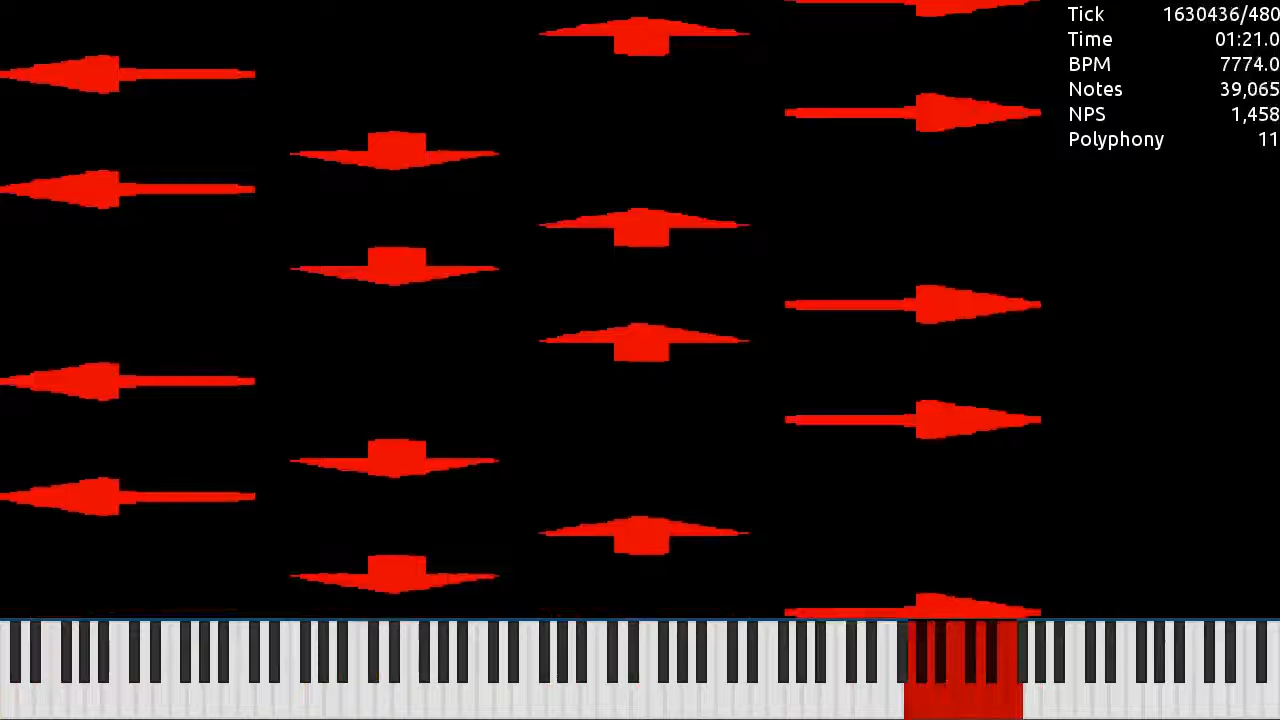 Tick 1630436/480
Time 01:21.0
BPM 7774.0
Notes 39,065
NPS 1,458
Polyphony 11